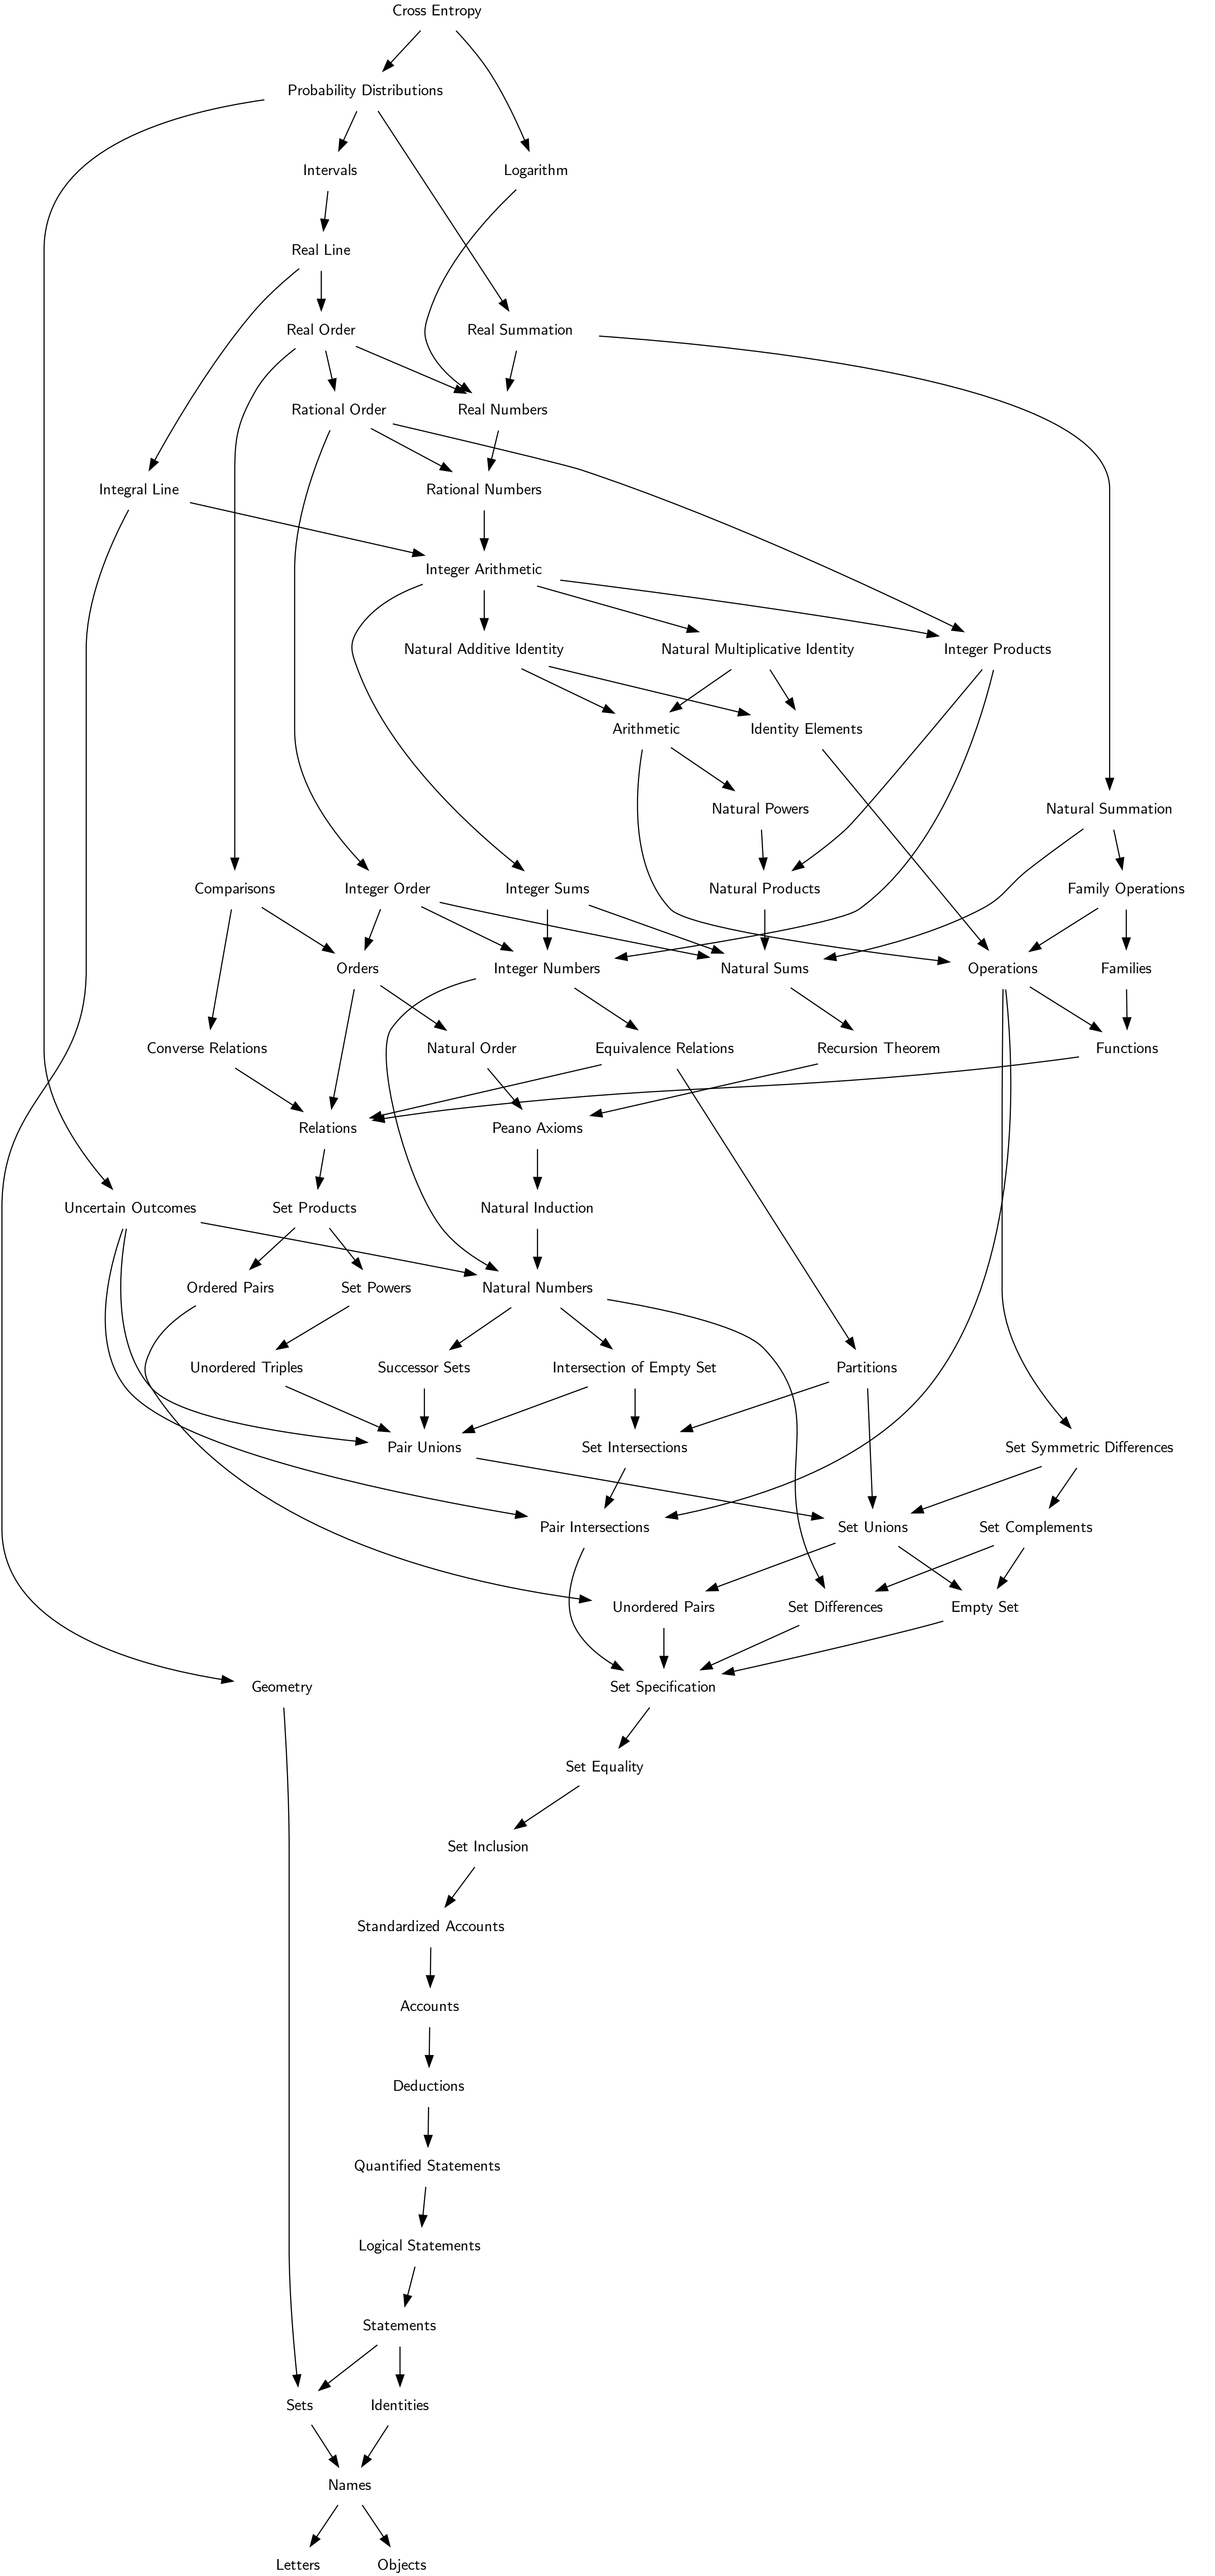 Cross Entropy
Probability Distributions
Intervals
Logarithm
Real Line
Real Order
Real Summation
Rational Order
Real Numbers
Integral Line
Rational Numbers
Integer Arithmetic
Natural Additive Identity
Natural Multiplicative Identity
Integer Products
Arithmetic
Identity Elements
Natural Powers
Natural Summation
Comparisons
Integer Order
Integer Sums
Natural Products
Family Operations
Orders
Integer Numbers
Natural Sums
Operations
Families
Converse Relations
Natural Order
Equivalence Relations
Recursion Theorem
Functions
Relations
Peano Axioms
Uncertain Outcomes
Set Products
Natural Induction
Ordered Pairs
Set Powers
Natural Numbers
Unordered Triples
Successor Sets
Intersection of Empty Set
Partitions
Pair Unions
Set Intersections
Set Symmetric Differences
Pair Intersections
Set Unions
Set Complements
Unordered Pairs
Set Differences
Empty Set
Geometry
Set Specification
Set Equality
Set Inclusion
Standardized Accounts
Accounts
Deductions
Quantified Statements
Logical Statements
Statements
Sets
Identities
Names
Letters
Objects